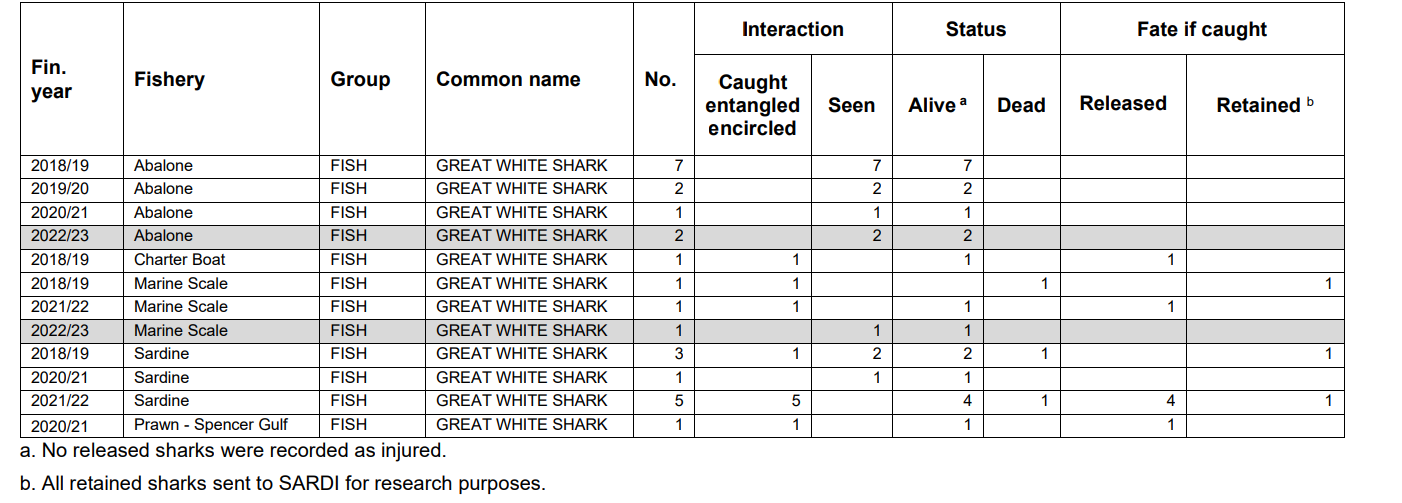 Interaction Status Fate if caught
Fin. year Fishery Group Common name No. Caught entangled encircled Seen Alive a Dead Released Retained b
2018/19 Abalone FISH GREAT WHITE SHARK 7 7 7
2019/20 Abalone FISH GREAT WHITE SHARK 2 2 2
2020/21 Abalone FISH GREAT WHITE SHARK 1 1 1
2022/23 Abalone FISH GREAT WHITE SHARK 2 2 2
2018/19 Charter Boat FISH GREAT WHITE SHARK 1 1 1 1
2018/19 Marine Scale FISH GREAT WHITE SHARK 1 1 1 1
2021/22 Marine Scale FISH GREAT WHITE SHARK 1 1 1 1
2022/23 Marine Scale FISH GREAT WHITE SHARK 1 1 1
2018/19 Sardine FISH GREAT WHITE SHARK 3 1 2 2 1 1
2020/21 Sardine FISH GREAT WHITE SHARK 1 1 1
2021/22 Sardine FISH GREAT WHITE SHARK 5 5 4 1 4 1
2020/21 Prawn - Spencer Gulf FISH GREAT WHITE SHARK 1 1 1 1
a. No released sharks were recorded as injured.
b. All retained sharks sent to SARDI for research purposes.